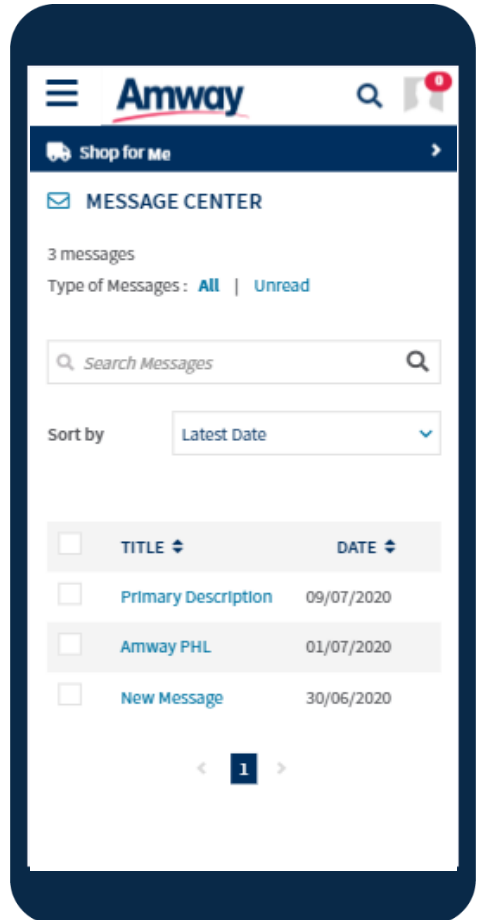 Amway
0
Shop for Me
MESSAGE CENTER
3 messages
Type of Messages : All | Unread
Search Messages
Sort by Latest Date
TITLE DATE
Primary Description 09/07/2020
Amway PHL 01/07/2020
New Message 30/06/2020
< 1 >